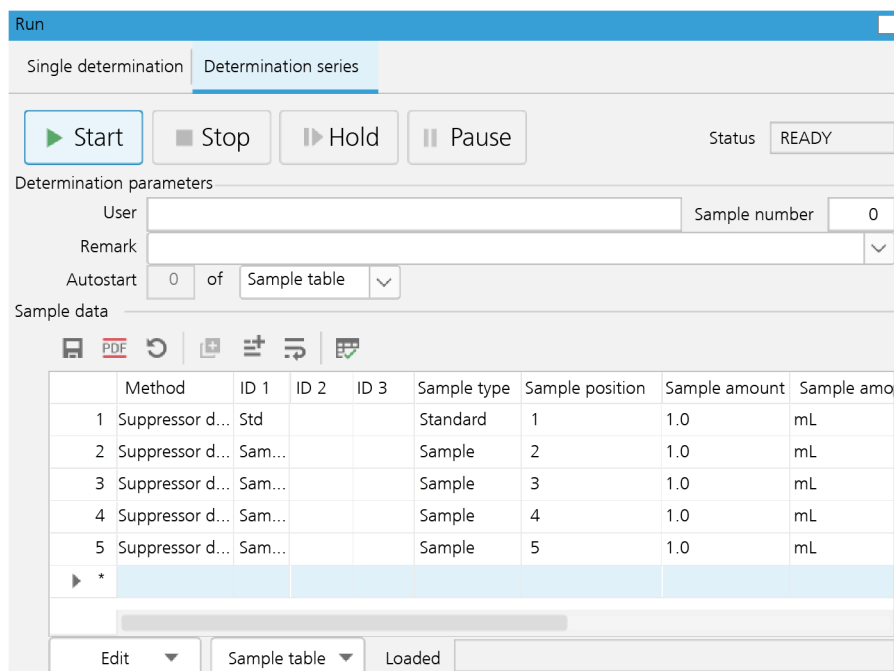 Run
Single determination Determination series
Start Stop Hold Pause Status READY
Determination parameters
User Sample number 0
Remark
Autostart 0 of Sample table
Sample data
PDF
Method ID 1 ID 2 ID 3 Sample type Sample position Sample amount Sample amo
1 Suppressor d... Std Standard 1 1.0 mL
2 Suppressor d... Sam... Sample 2 1.0 mL
3 Suppressor d... Sam... Sample 3 1.0 mL
4 Suppressor d... Sam... Sample 4 1.0 mL
5 Suppressor d... Sam... Sample 5 1.0 mL
*
Edit Sample table Loaded